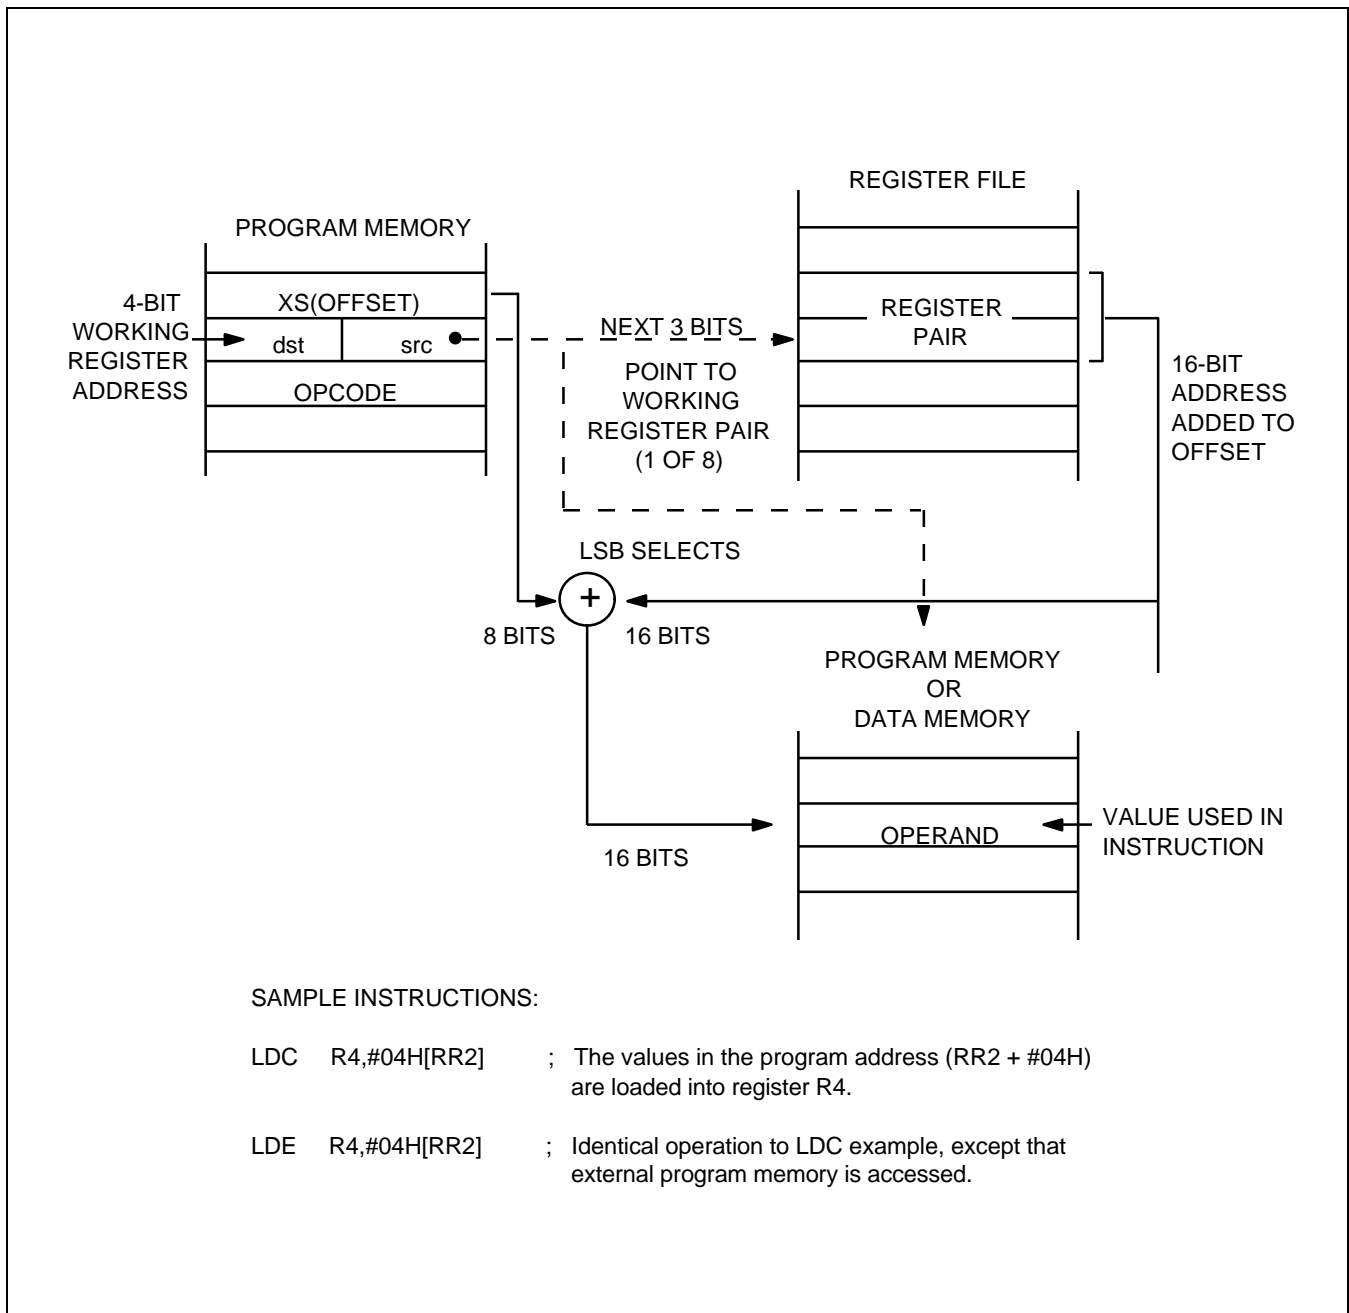 REGISTER FILE
PROGRAM MEMORY
4-BIT
WORKING
REGISTER
ADDRESS
XS(OFFSET)
dst src
OPCODE
NEXT 3 BITS
POINT TO
WORKING
REGISTER PAIR
(1 OF 8)
REGISTER
PAIR
16-BIT
ADDRESS
ADDED TO
OFFSET
LSB SELECTS
+
8 BITS 16 BITS
PROGRAM MEMORY
OR
DATA MEMORY
16 BITS
OPERAND
VALUE USED IN
INSTRUCTION
SAMPLE INSTRUCTIONS:
LDC R4,#04H[RR2] ; The values in the program address (RR2 + #04H)
are loaded into register R4.
LDE R4,#04H[RR2] ; Identical operation to LDC example, except that
external program memory is accessed.